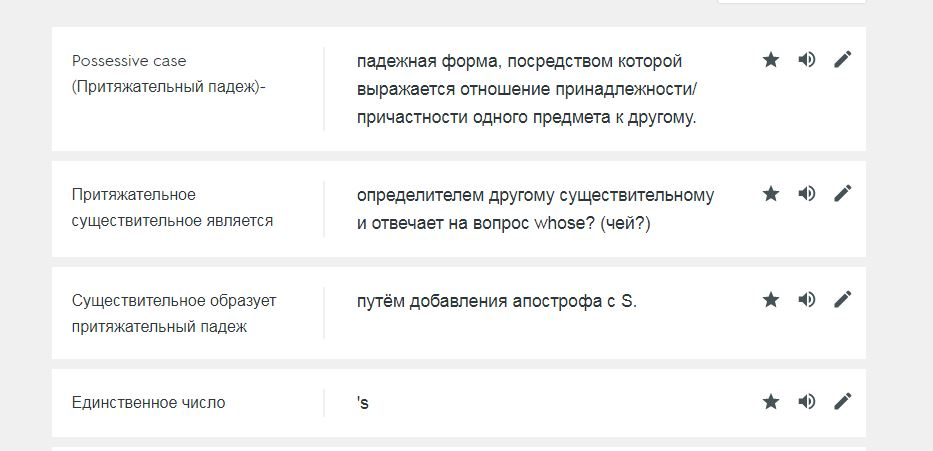 Possessive case
(Притяжательный падеж)-
падежная форма, посредством которой
выражается отношение принадлежности/
причастности одного предмета к другому.
Притяжательное
существительное является
определителем другому существительному
и отвечает на вопрос whose? (чей?)
Существительное образует
притяжательный падеж
путём добавления апострофа с S.
Единственное число
's